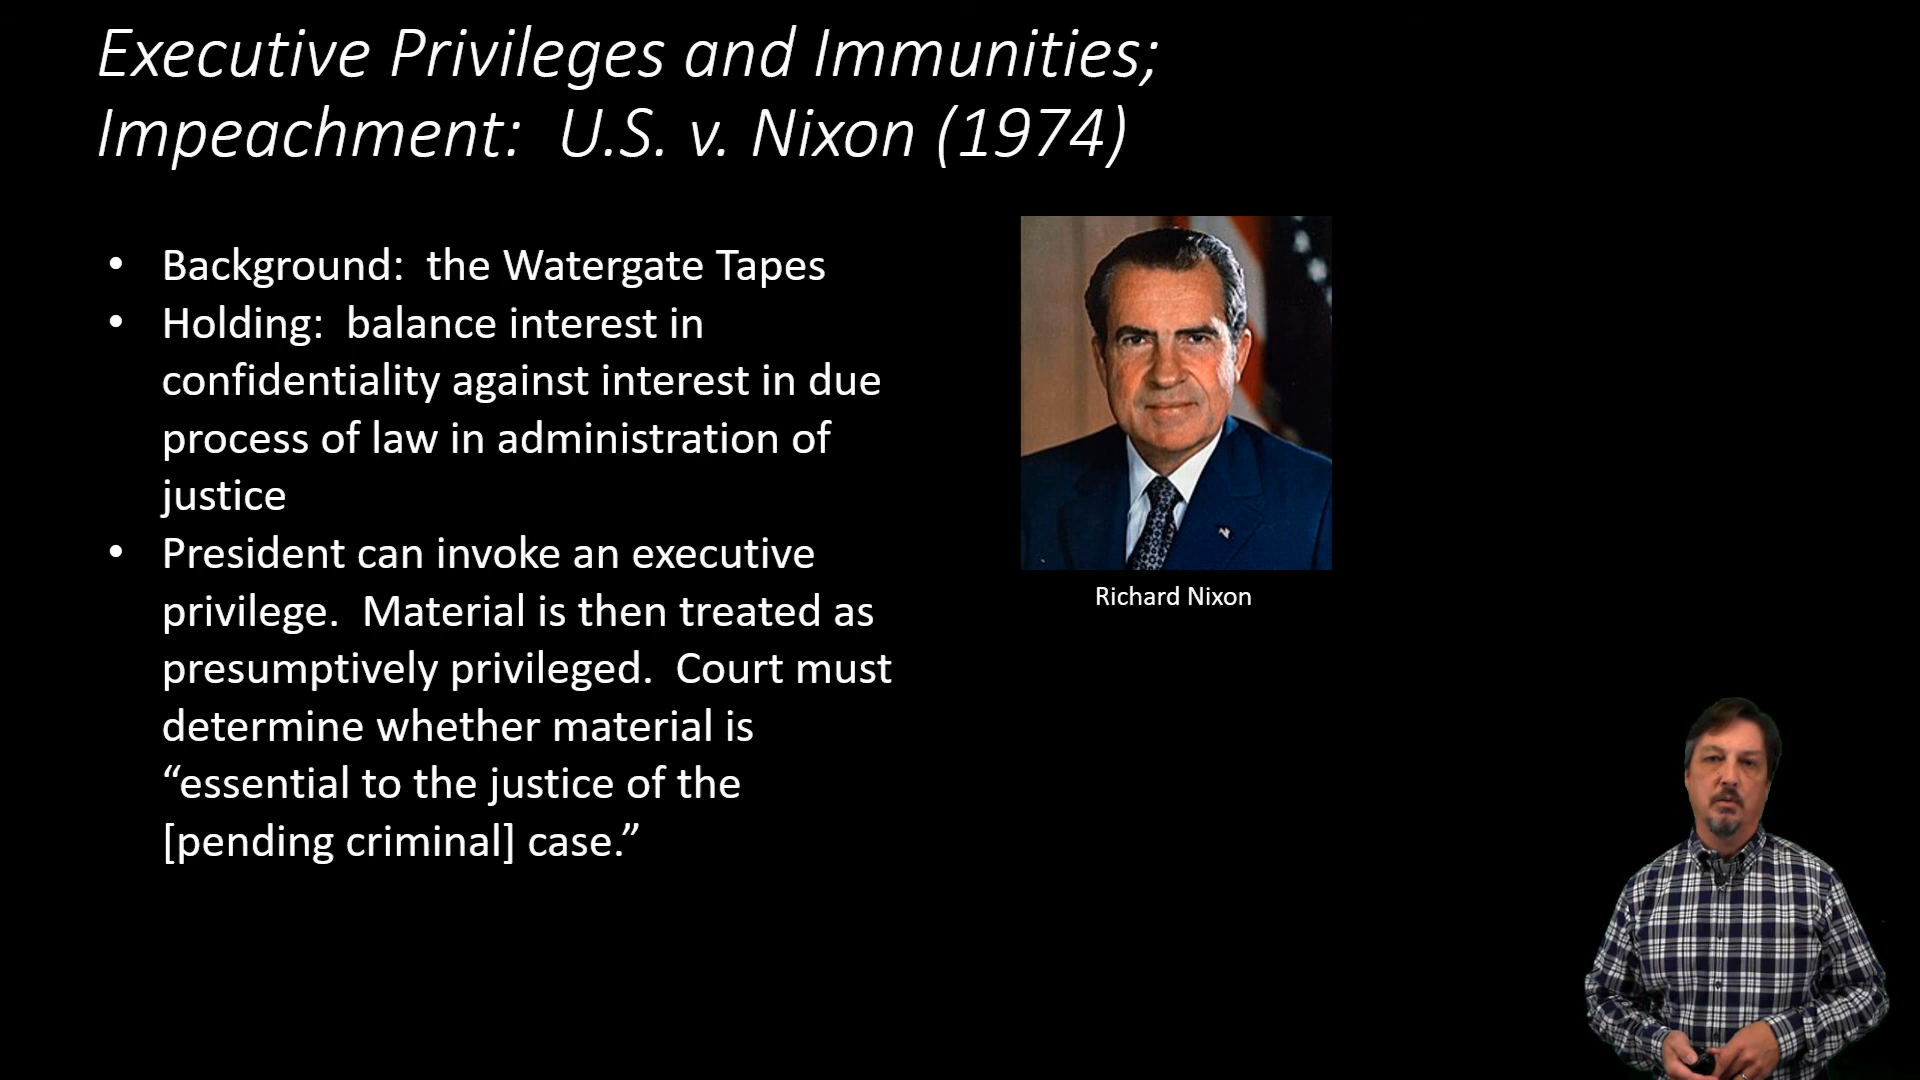 Executive Privileges and Immunities;
Impeachment:  U.S. v. Nixon (1974)
• Background:  the Watergate Tapes
• Holding:  balance interest in
confidentiality against interest in due
process of law in administration of
justice
• President can invoke an executive
privilege.  Material is then treated as
presumptively privileged.  Court must
determine whether material is
“essential to the justice of the
[pending criminal] case.”
Richard Nixon